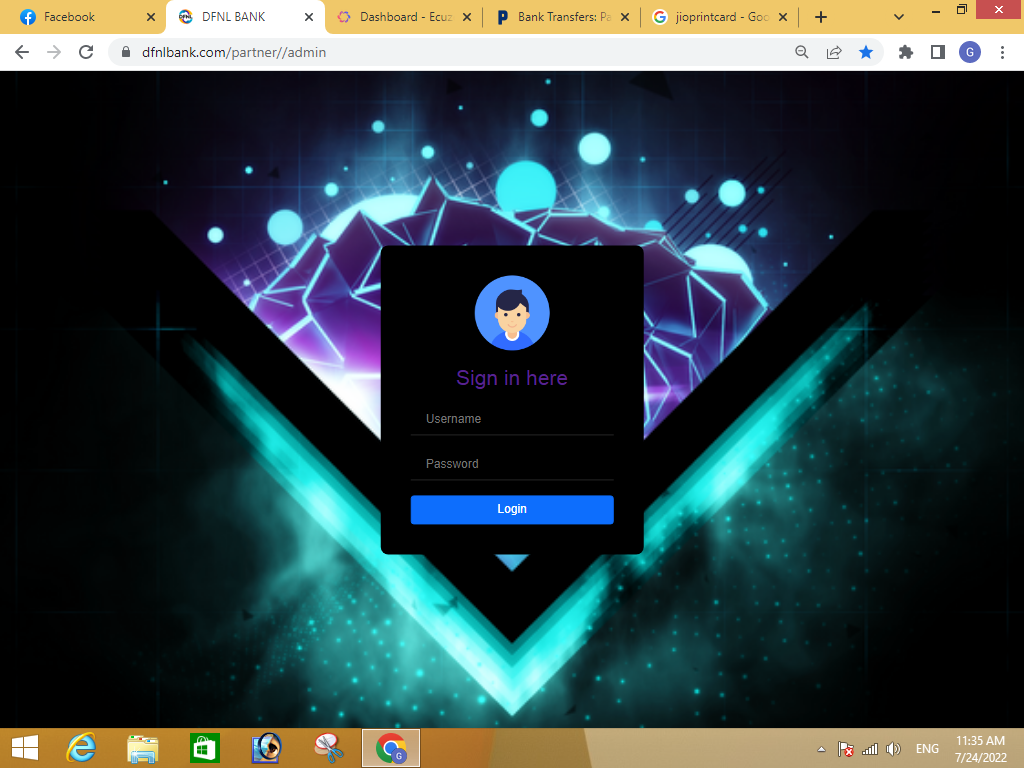 Facebook
DFNL BANK
Dashboard - Ecuz
Bank Transfers: Pa
jioprintcard - Goo
dfnlbank.com/partner//admin
G
Sign in here
Username
Password
Login
G
ENG
11:35 AM
7/24/2022